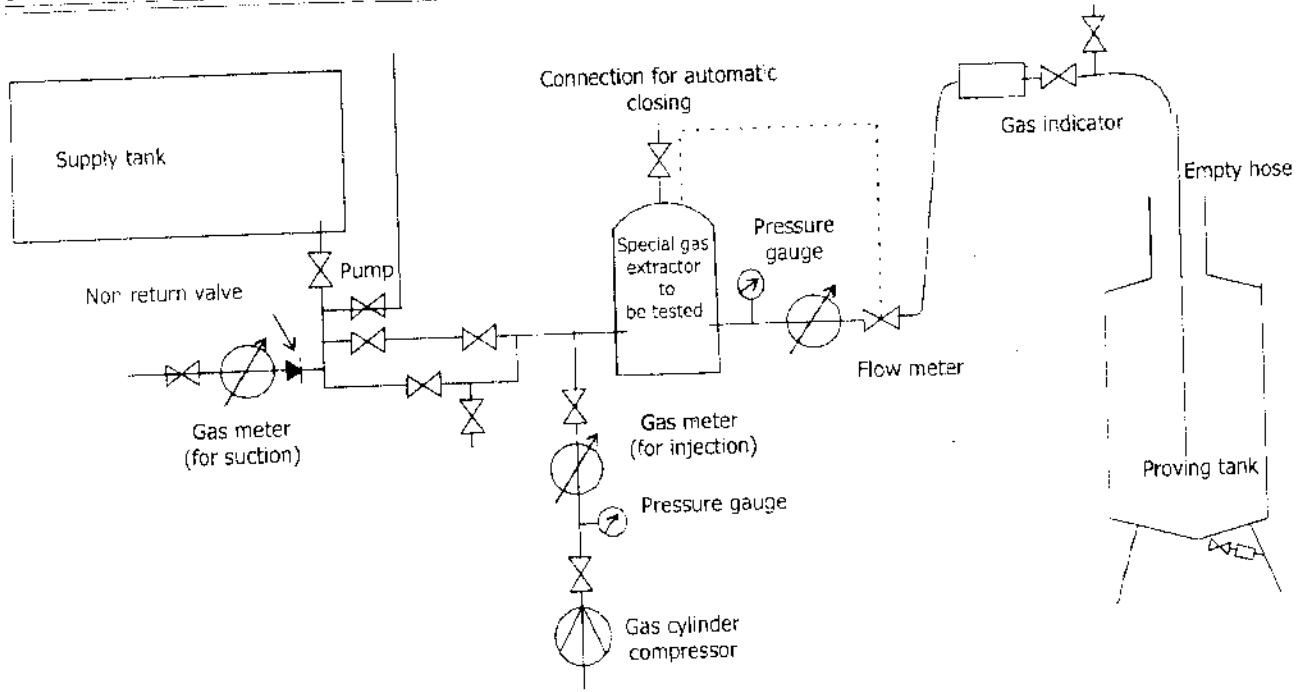 Connection for automatic
closing
Gas indicator
Supply tank
Empty hose
Pump
Special gas
extractor
to
be tested
Pressure
gauge
Non return valve
Flow meter
Gas meter
(for suction)
Gas meter
(for injection)
Proving tank
Pressure gauge
Gas cylinder
compressor